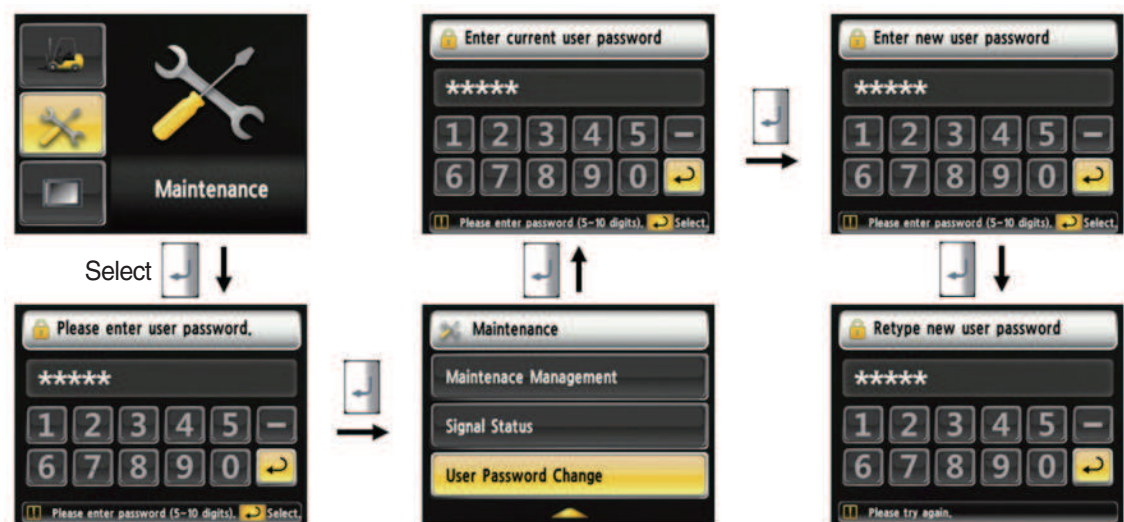 Maintenance
Select
Please enter user password.
*****
1 2 3 4 5 -
6 7 8 9 0
Please enter password (5-10 digits). Select.
Maintenance
Maintenace Management
Signal Status
User Password Change
Enter current user password
*****
1 2 3 4 5 -
6 7 8 9 0
Please enter password (5-10 digits). Select.
Enter new user password
*****
1 2 3 4 5 -
6 7 8 9 0
Please enter password (5-10 digits). Select.
Retype new user password
*****
1 2 3 4 5 -
6 7 8 9 0
Please try again.